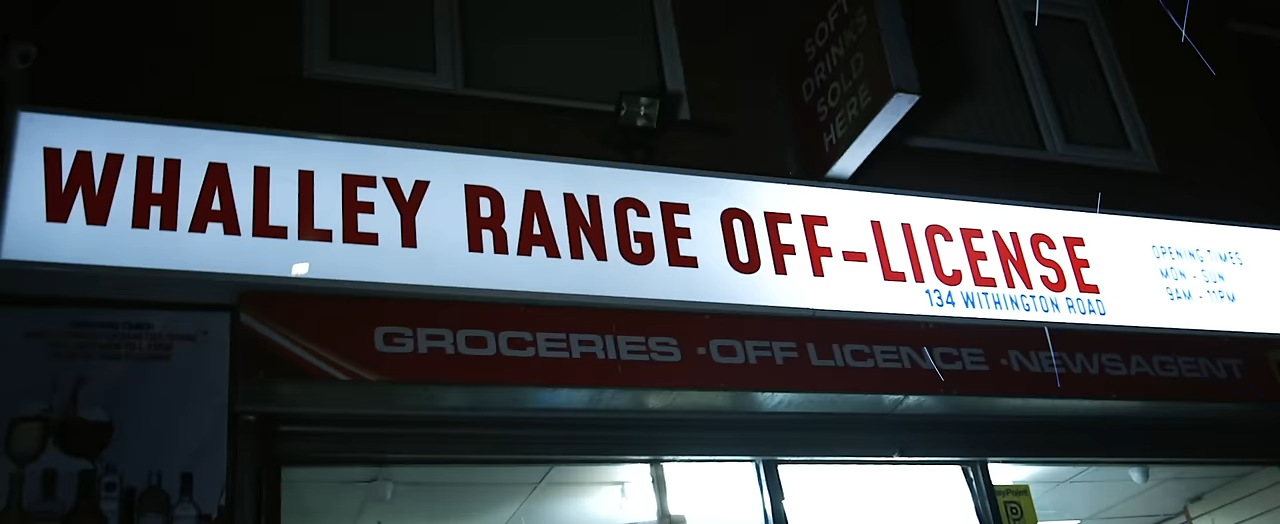 SOFT
DRINKS
SOLD
HERE
WHALLEY RANGE OFF-LICENSE
134 WITHINGTON ROAD
OPENING TIMES
MON - SUN
9AM - 11PM
GROCERIES ·OFF LICENCE ·NEWSAGENT
PayPoint
P